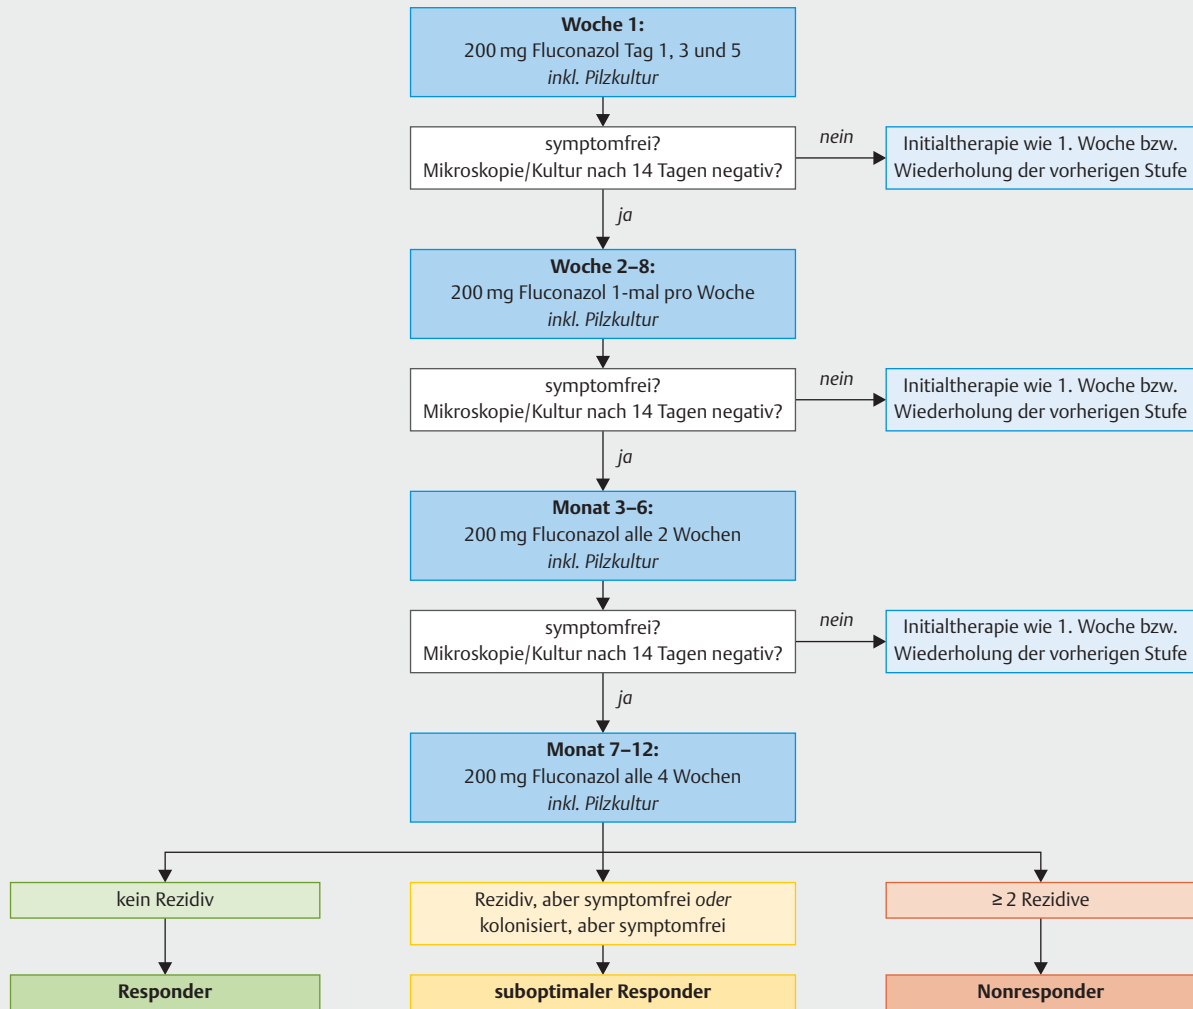 Woche 1:
200 mg Fluconazol Tag 1, 3 und 5
inkl. Pilzkultur
symptomfrei?
Mikroskopie/Kultur nach 14 Tagen negativ?
nein
Initialtherapie wie 1. Woche bzw.
Wiederholung der vorherigen Stufe
ja
Woche 2–8:
200 mg Fluconazol 1-mal pro Woche
inkl. Pilzkultur
symptomfrei?
Mikroskopie/Kultur nach 14 Tagen negativ?
nein
Initialtherapie wie 1. Woche bzw.
Wiederholung der vorherigen Stufe
ja
Monat 3–6:
200 mg Fluconazol alle 2 Wochen
inkl. Pilzkultur
symptomfrei?
Mikroskopie/Kultur nach 14 Tagen negativ?
nein
Initialtherapie wie 1. Woche bzw.
Wiederholung der vorherigen Stufe
ja
Monat 7–12:
200 mg Fluconazol alle 4 Wochen
inkl. Pilzkultur
kein Rezidiv
Rezidiv, aber symptomfrei oder
kolonisiert, aber symptomfrei
≥ 2 Rezidive
Responder
suboptimaler Responder
Nonresponder